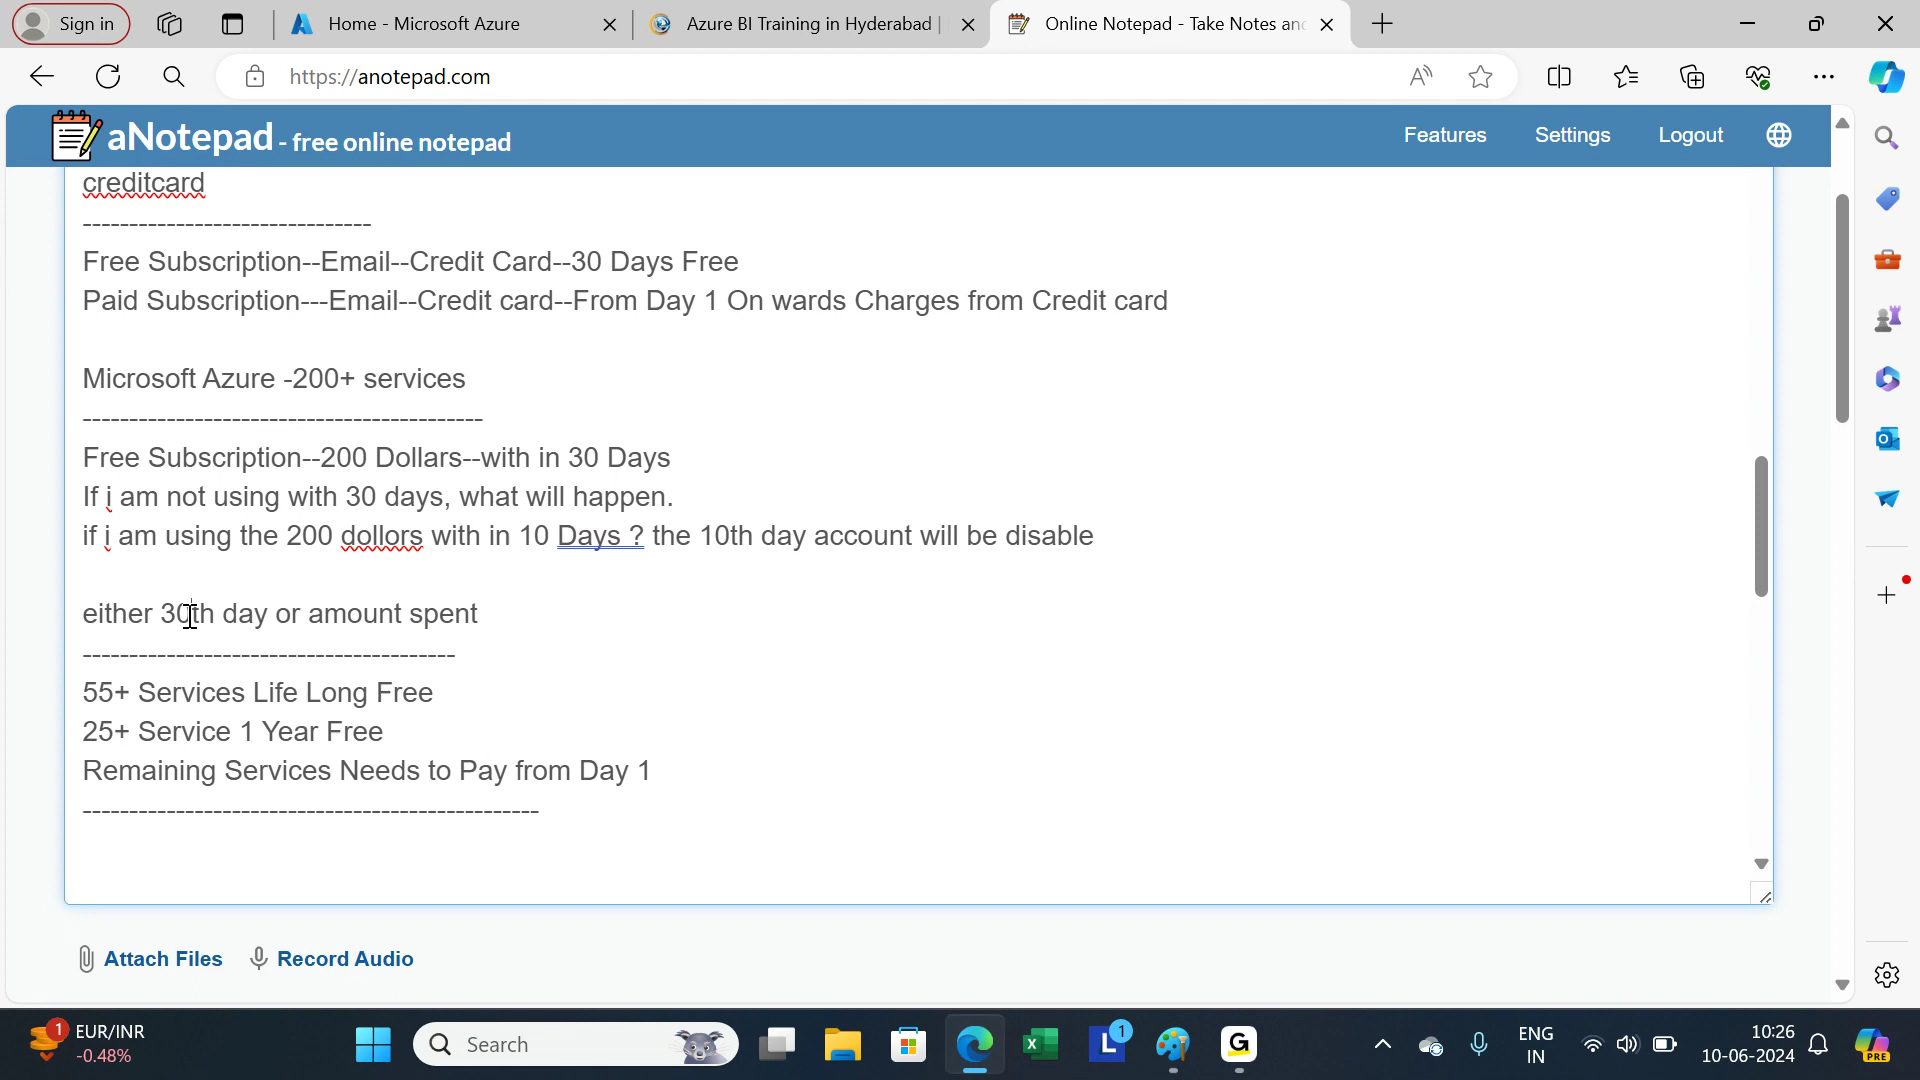 Sign in
Home - Microsoft Azure
Azure BI Training in Hyderabad |
Online Notepad - Take Notes an
https://anotepad.com
aNotepad - free online notepad
Features
Settings
Logout
creditcard
-------------------------------
Free Subscription--Email--Credit Card--30 Days Free
Paid Subscription---Email--Credit card--From Day 1 On wards Charges from Credit card
Microsoft Azure -200+ services
-------------------------------------------
Free Subscription--200 Dollars--with in 30 Days
If i am not using with 30 days, what will happen.
if i am using the 200 dollors with in 10 Days ? the 10th day account will be disable
either 30th day or amount spent
----------------------------------------
55+ Services Life Long Free
25+ Service 1 Year Free
Remaining Services Needs to Pay from Day 1
-------------------------------------------------
Attach Files
Record Audio
1
EUR/INR
-0.48%
Search
1
ENG
IN
10:26
10-06-2024
PRE